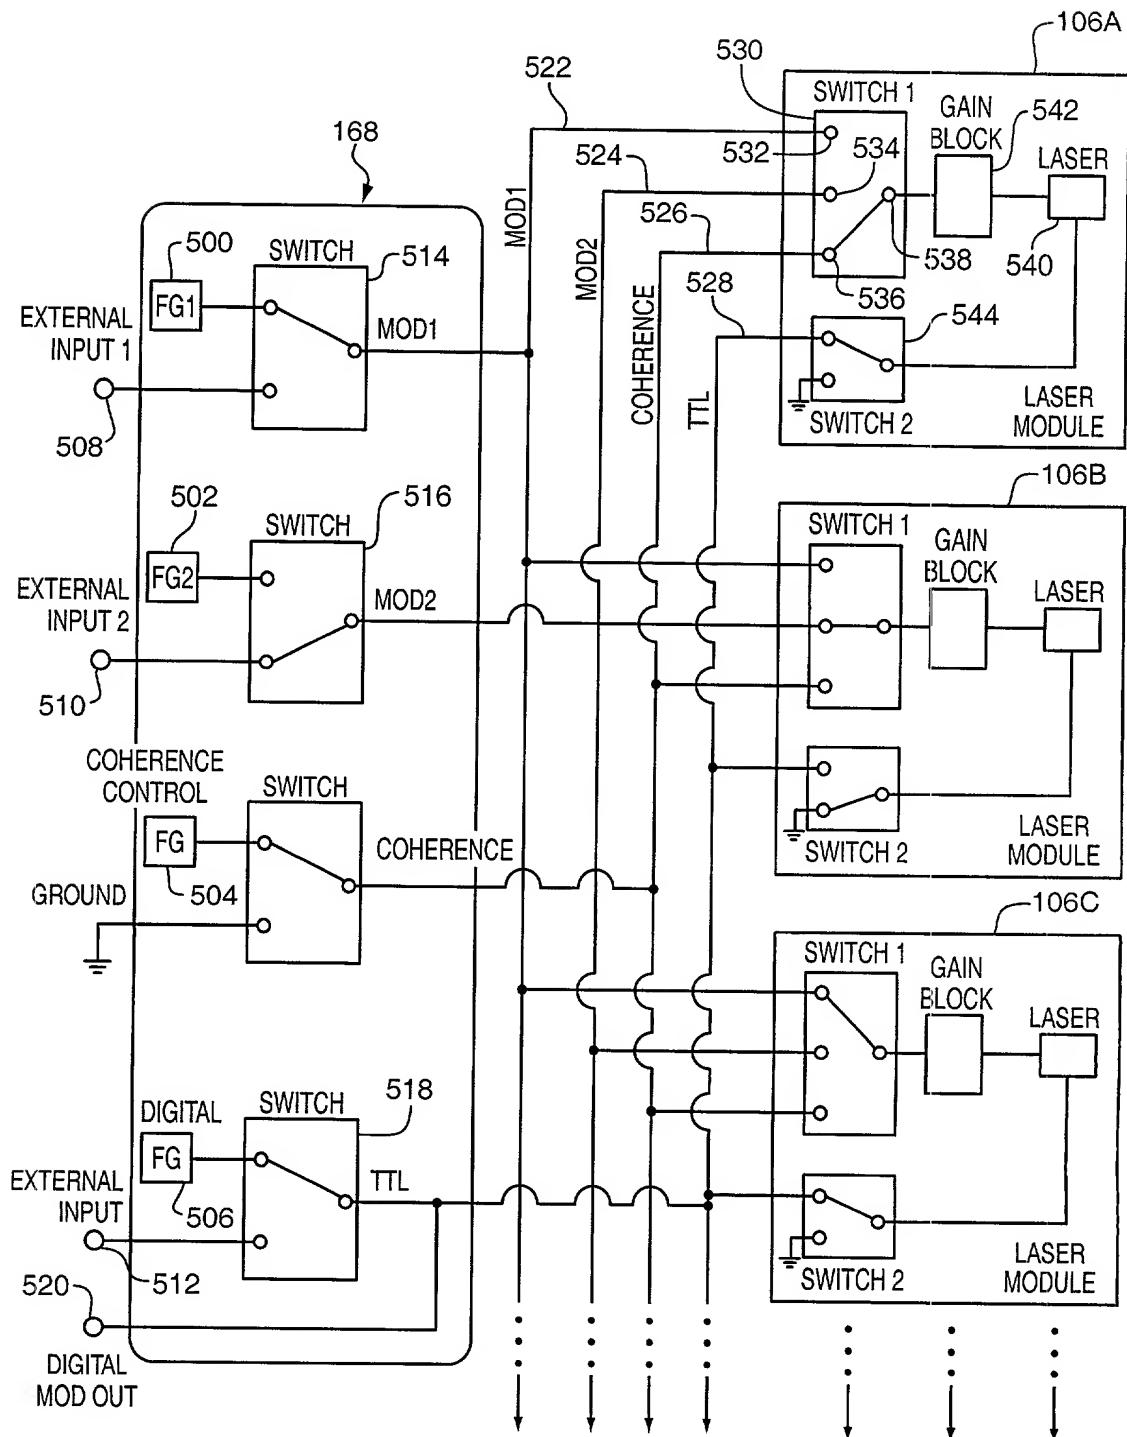 106A
530
522
SWITCH 1
GAIN
BLOCK
542
168
532
534
LASER
524
500
SWITCH
514
MOD1
526
538
540
FG1
MOD2
536
EXTERNAL
INPUT 1
MOD1
528
544
COHERENCE
TTL
508
SWITCH 2
LASER
MODULE
502
516
106B
SWITCH
SWITCH 1
GAIN
BLOCK
FG2
EXTERNAL
INPUT 2
MOD2
LASER
510
COHERENCE
CONTROL
SWITCH
FG
COHERENCE
SWITCH 2
LASER
MODULE
GROUND
504
106C
SWITCH 1
GAIN
BLOCK
LASER
DIGITAL
SWITCH
518
FG
EXTERNAL
INPUT
TTL
506
512
SWITCH 2
LASER
MODULE
520
DIGITAL
MOD OUT